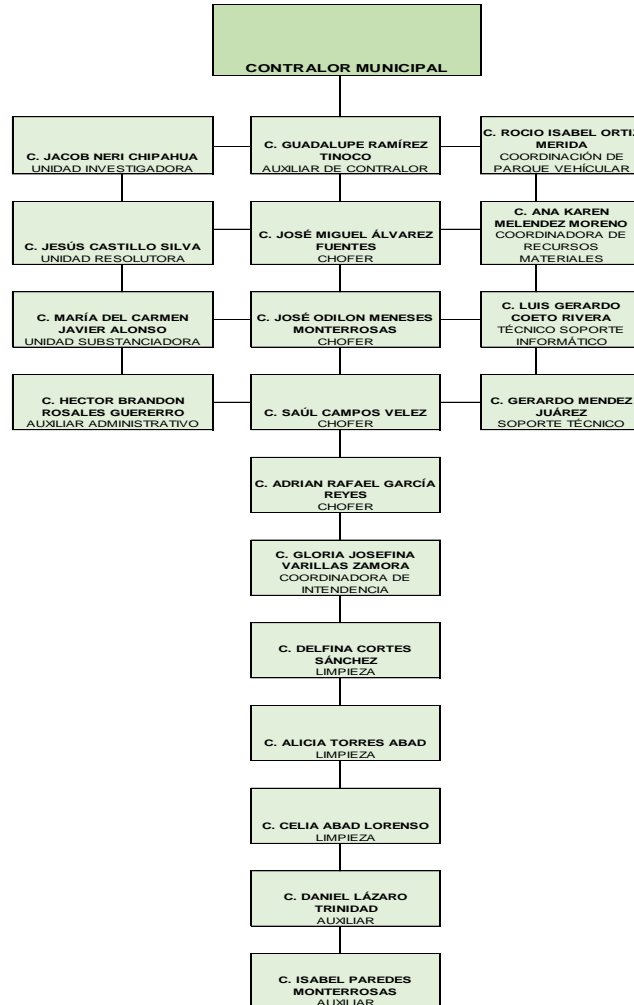 CONTRALOR MUNICIPAL
C. JACOB NERI CHIPAHUA
UNIDAD INVESTIGADORA
C. GUADALUPE RAMÍREZ
TINOCO
AUXILIAR DE CONTRALOR
C. ROCIO ISABEL ORTIZ
MERIDA
COORDINACIÓN DE
PARQUE VEHÍCULAR
C. JESÚS CASTILLO SILVA
UNIDAD RESOLUTORA
C. JOSÉ MIGUEL ÁLVAREZ
FUENTES
CHOFER
C. ANA KAREN
MELENDEZ MORENO
COORDINADORA DE
RECURSOS
MATERIALES
C. MARÍA DEL CARMEN
JAVIER ALONSO
UNIDAD SUBSTANCIADORA
C. JOSÉ ODILON MENESES
MONTERROSAS
CHOFER
C. LUIS GERARDO
COETO RIVERA
TÉCNICO SOPORTE
INFORMÁTICO
C. HECTOR BRANDON
ROSALES GUERERRO
AUXILIAR ADMINISTRATIVO
C. SAÚL CAMPOS VELEZ
CHOFER
C. GERARDO MENDEZ
JUÁREZ
SOPORTE TÉCNICO
C. ADRIAN RAFAEL GARCÍA
REYES
CHOFER
C. GLORIA JOSEFINA
VARILLAS ZAMORA
COORDINADORA DE
INTENDENCIA
C. DELFINA CORTES
SÁNCHEZ
LIMPIEZA
C. ALICIA TORRES ABAD
LIMPIEZA
C. CELIA ABAD LORENSO
LIMPIEZA
C. DANIEL LÁZARO
TRINIDAD
AUXILIAR
C. ISABEL PAREDES
MONTERROSAS
AUXILIAR